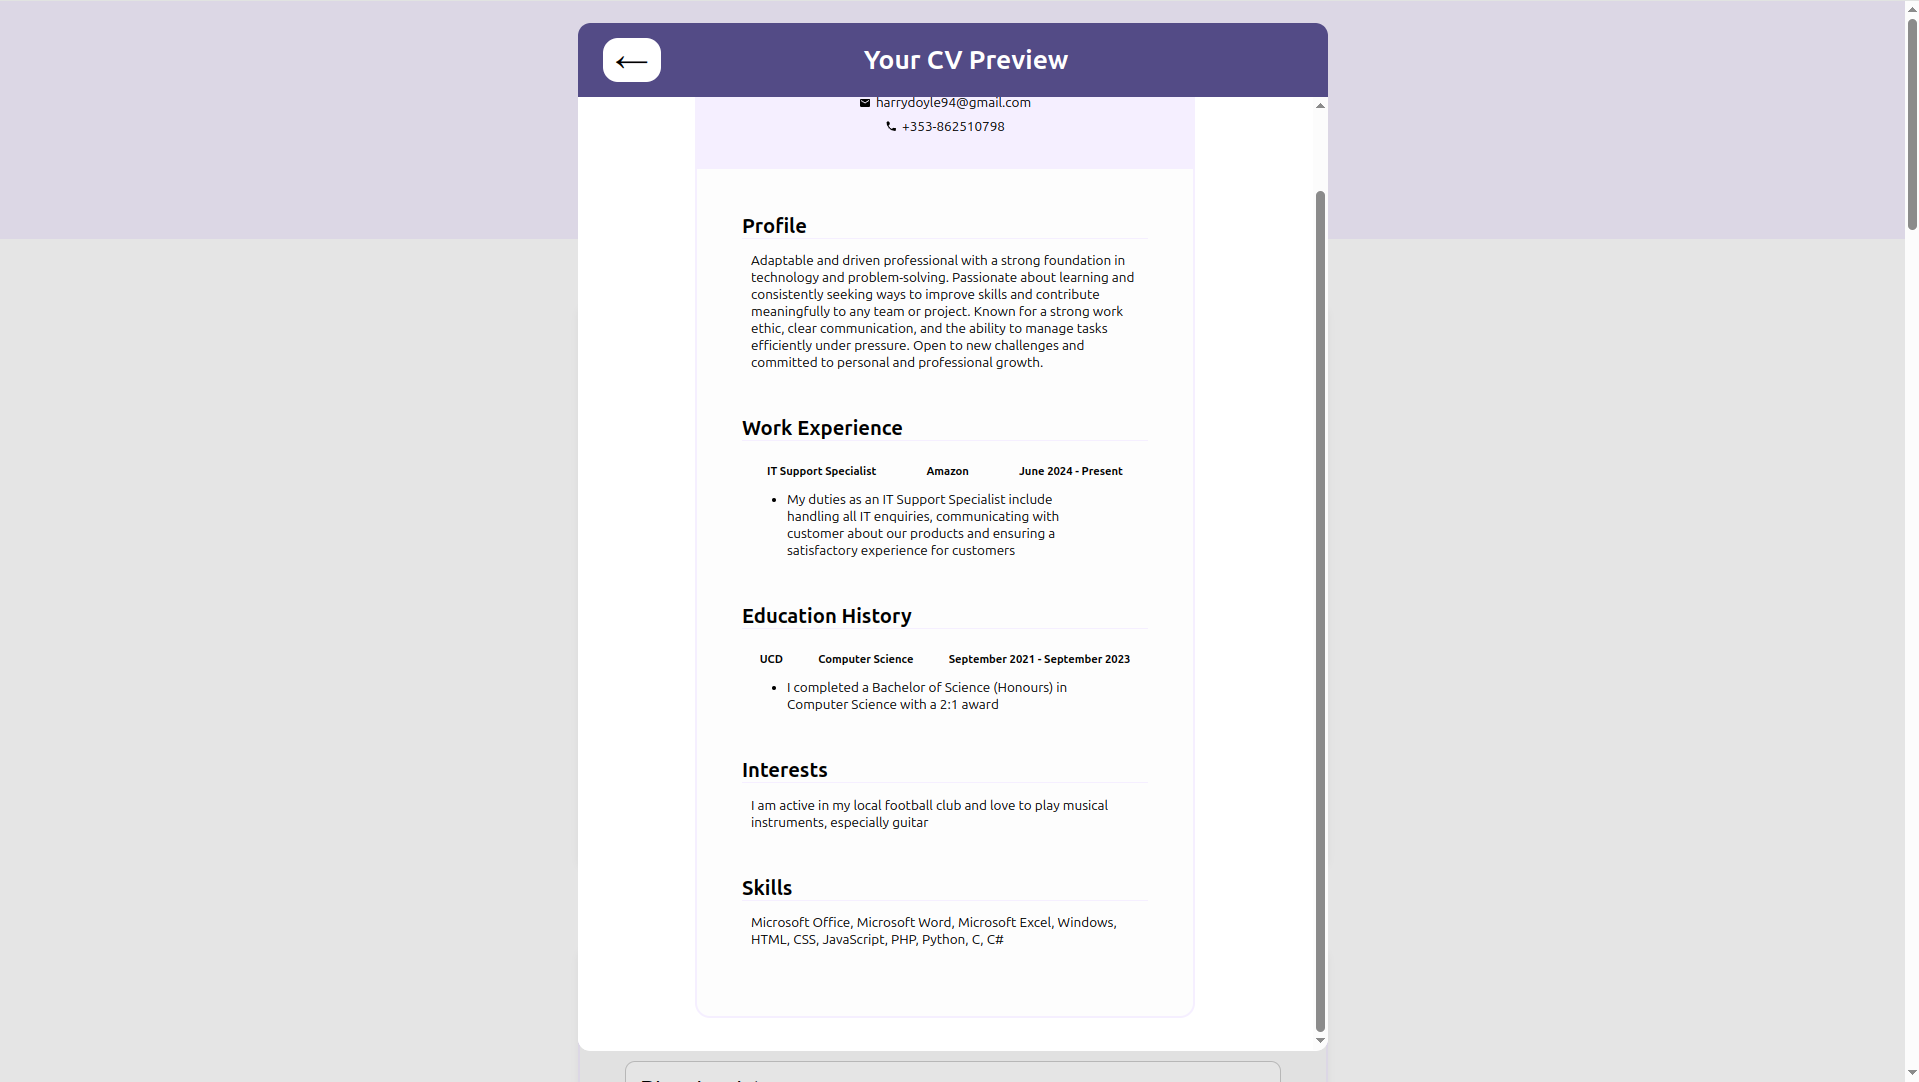 Your CV Preview
harrydoyle94@gmail.com
+353-862510798
Profile
Adaptable and driven professional with a strong foundation in
technology and problem-solving. Passionate about learning and
consistently seeking ways to improve skills and contribute
meaningfully to any team or project. Known for a strong work
ethic, clear communication, and the ability to manage tasks
efficiently under pressure. Open to new challenges and
committed to personal and professional growth.
Work Experience
IT Support Specialist Amazon June 2024 - Present
• My duties as an IT Support Specialist include
handling all IT enquiries, communicating with
customer about our products and ensuring a
satisfactory experience for customers
Education History
UCD Computer Science September 2021 - September 2023
• I completed a Bachelor of Science (Honours) in
Computer Science with a 2:1 award
Interests
I am active in my local football club and love to play musical
instruments, especially guitar
Skills
Microsoft Office, Microsoft Word, Microsoft Excel, Windows,
HTML, CSS, JavaScript, PHP, Python, C, C#